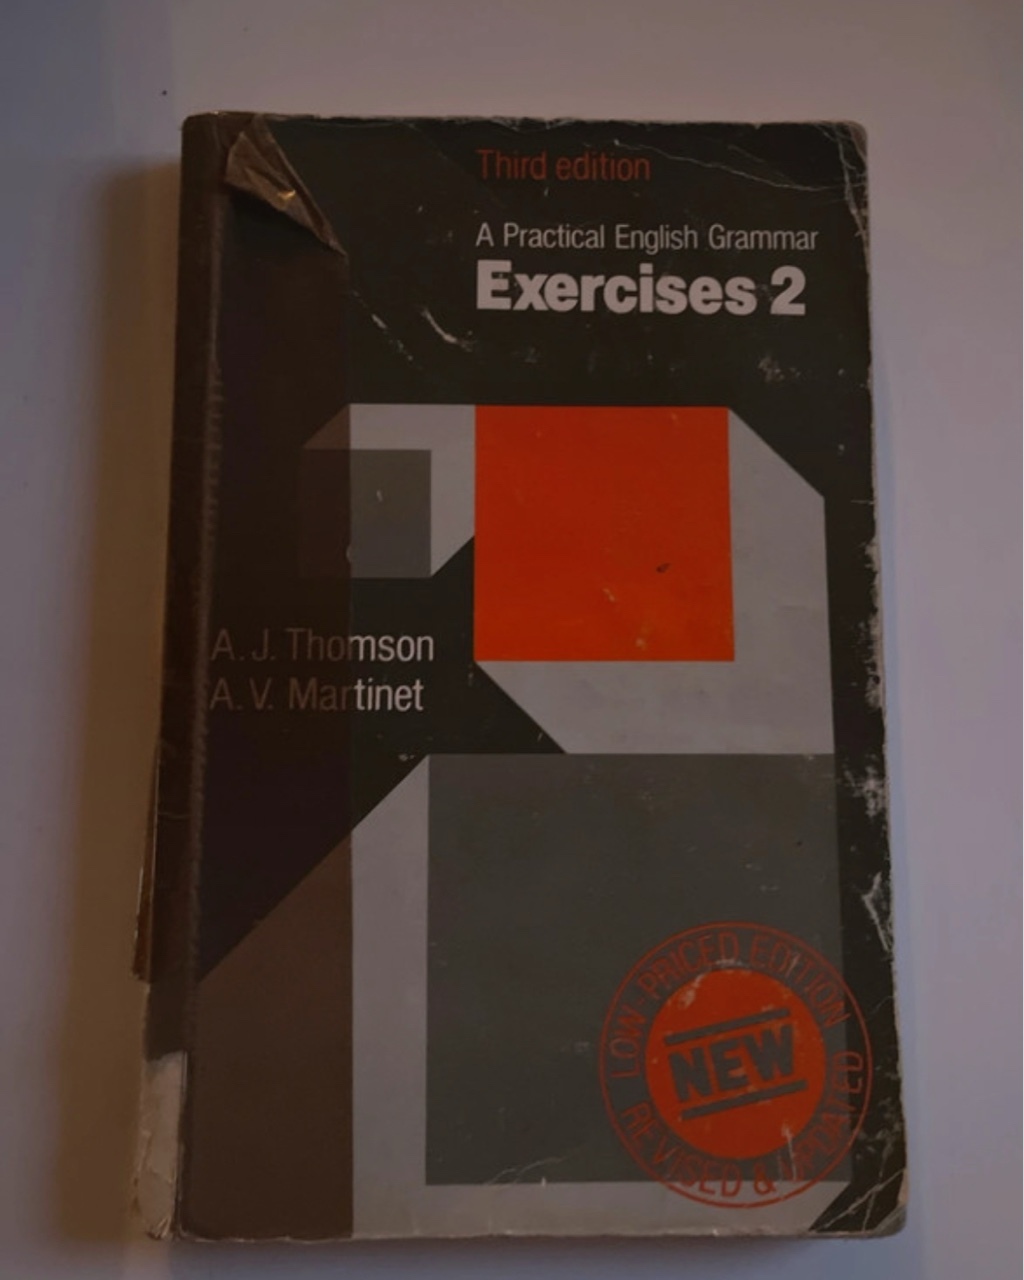 Third edition
A Practical English Grammar
Exercises 2
A. J. Thomson
A. V. Martinet
LOW-PRICED EDITION
NEW
REVISED & UPDATED